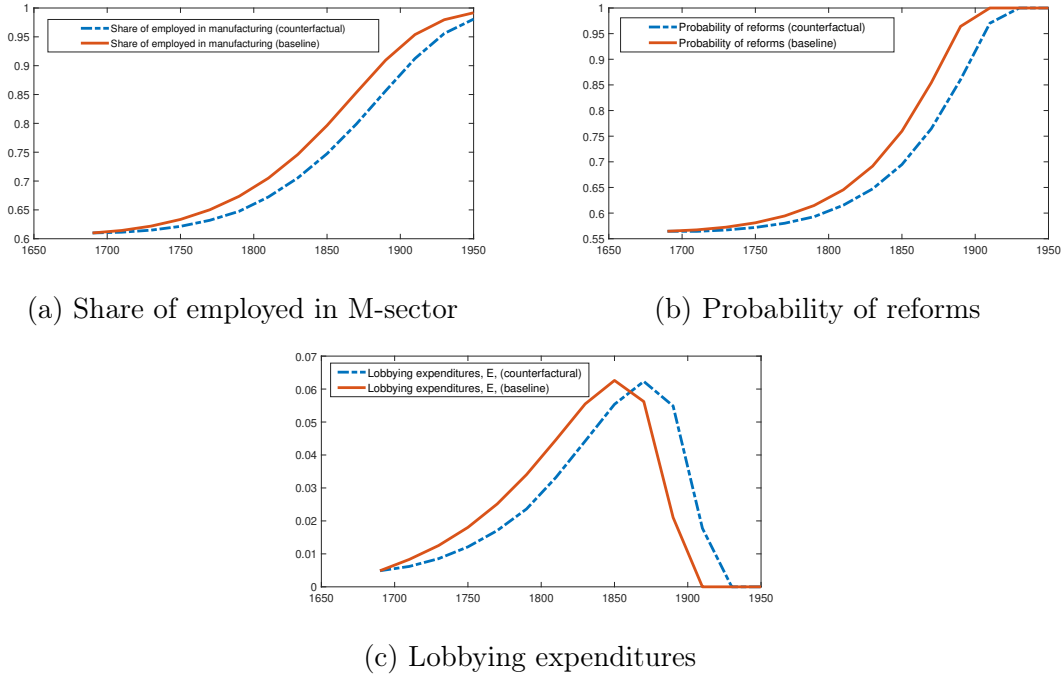 Share of employed in manufacturing (counterfactual)
Share of employed in manufacturing (baseline)
1
0.95
0.9
0.85
0.8
0.75
0.7
0.65
0.6
1650 1700 1750 1800 1850 1900 1950
(a) Share of employed in M-sector
Probability of reforms (counterfactual)
Probability of reforms (baseline)
1
0.95
0.9
0.85
0.8
0.75
0.7
0.65
0.6
0.55
1650 1700 1750 1800 1850 1900 1950
(b) Probability of reforms
Lobbying expenditures, E, (counterfactural)
Lobbying expenditures, E, (baseline)
0.07
0.06
0.05
0.04
0.03
0.02
0.01
0
1650 1700 1750 1800 1850 1900 1950
(c) Lobbying expenditures